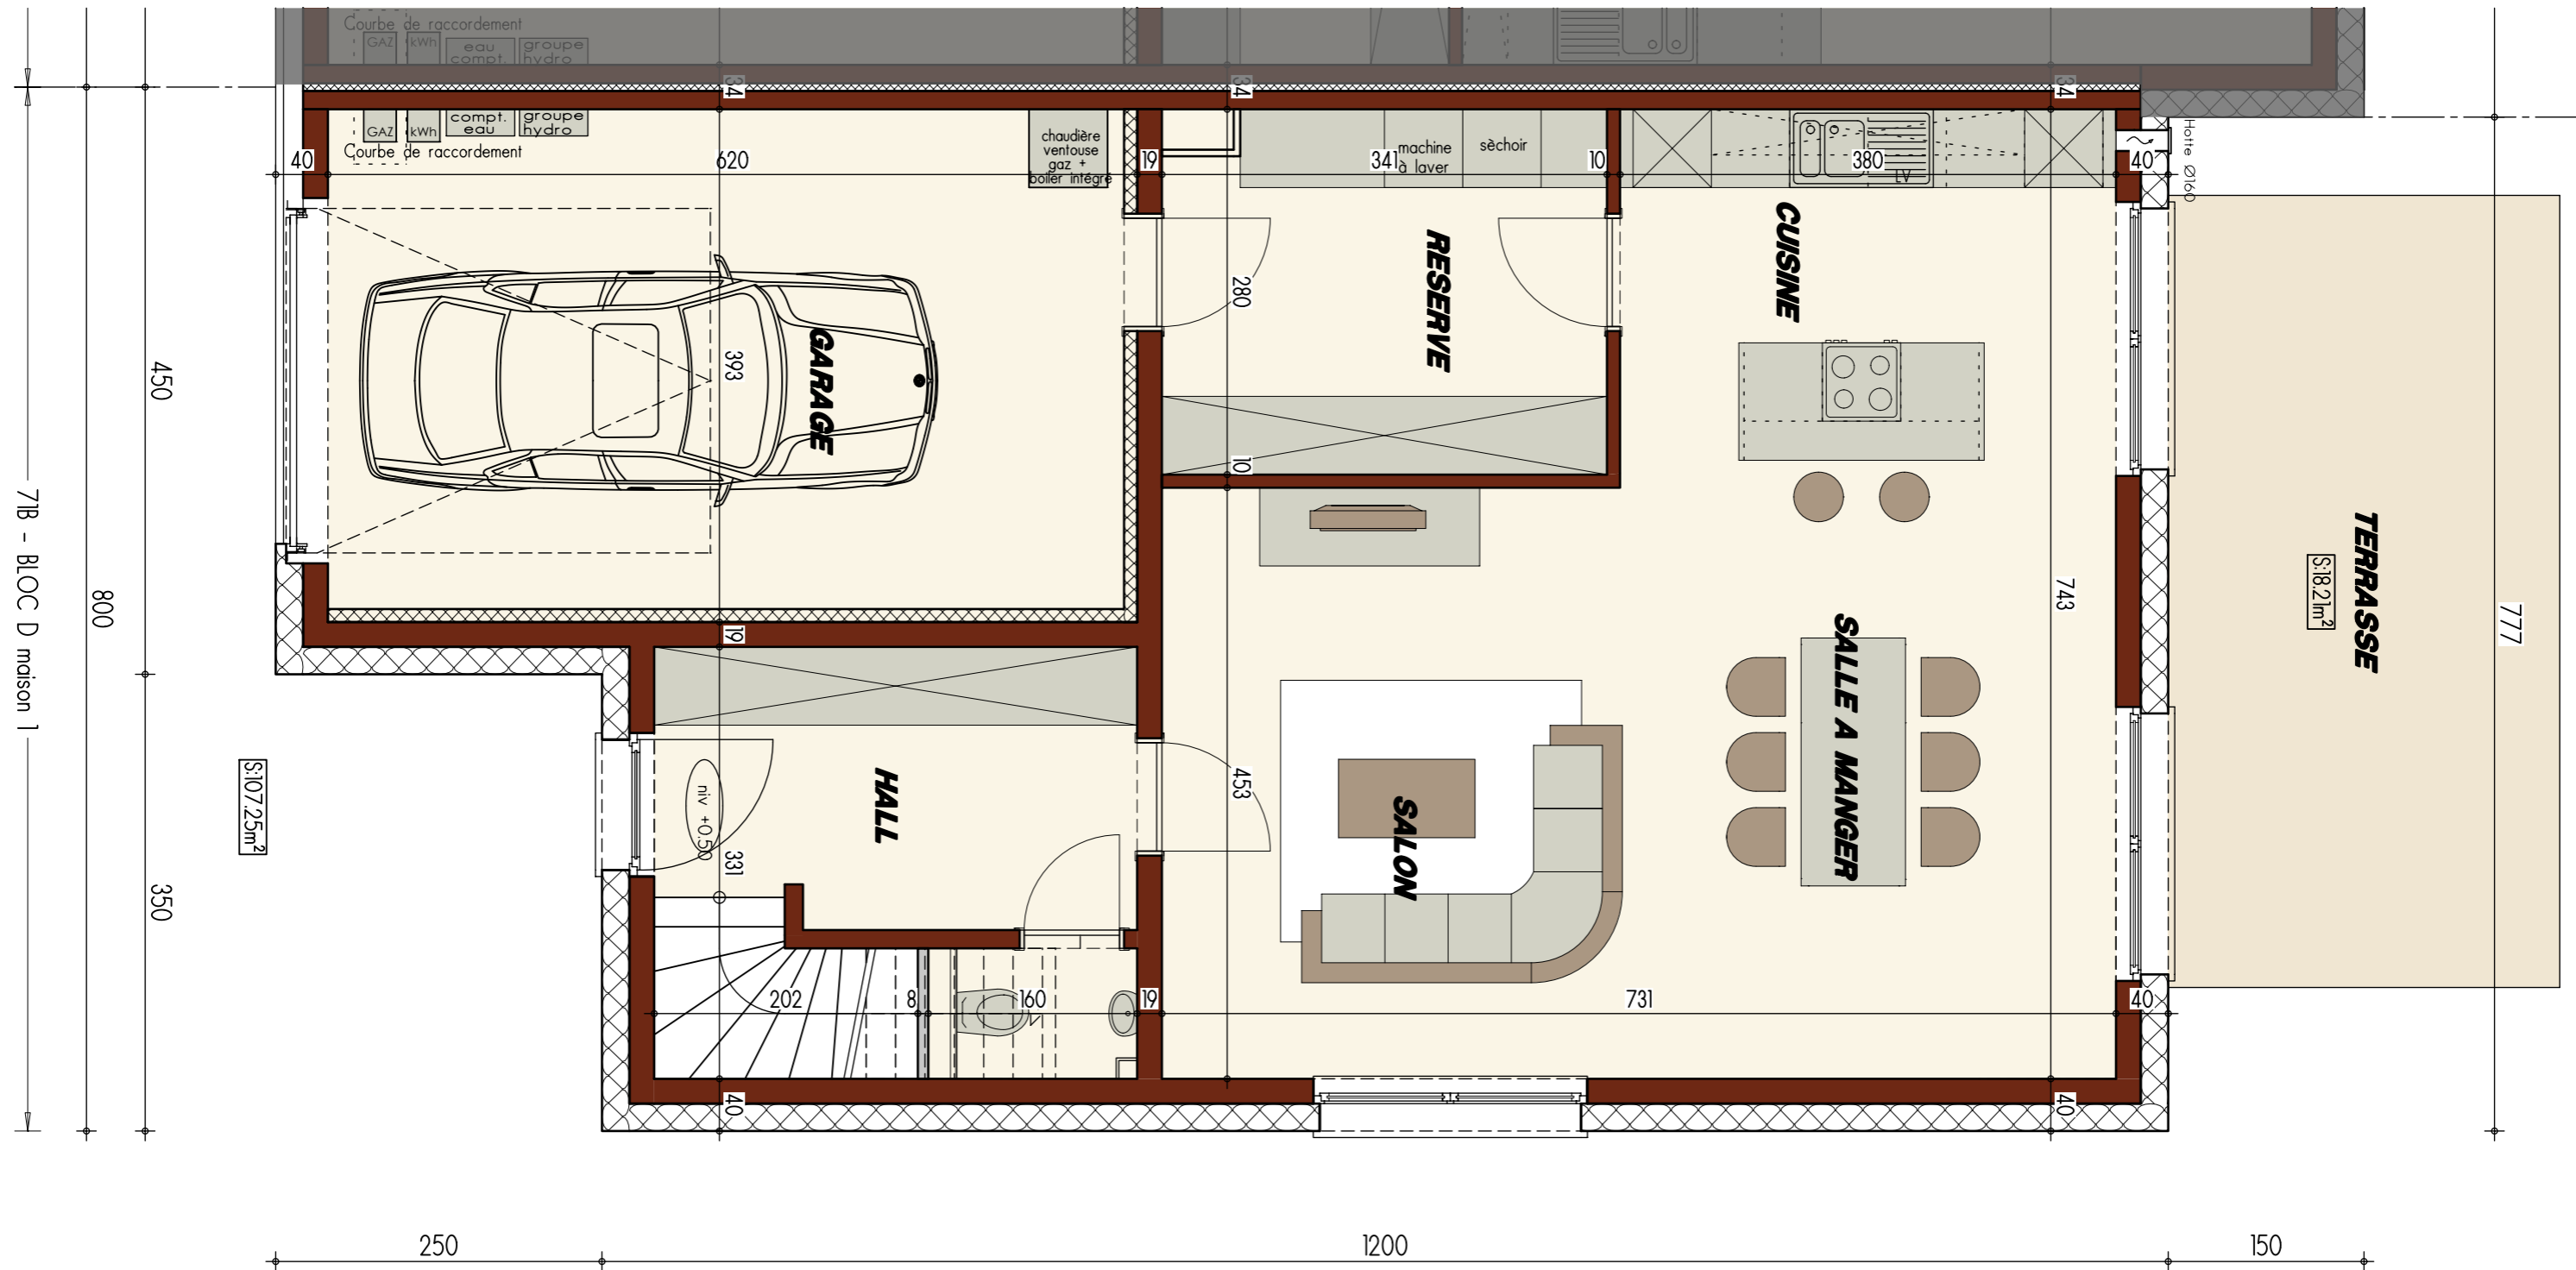 Courbe de raccordement
GAZ
kWh
eau
compt.
groupe
hydro
34
34
34
GAZ
kWh
compt.
eau
groupe
hydro
Courbe de raccordement
chaudière
ventouse
gaz +
boiler intégré
machine
à laver
sèchoir
LV
Hotte Ø160
40
620
19
341
10
380
40
280
393
450
GARAGE
RESERVE
CUISINE
10
743
800
777
TERRASSE
S:18.21m²
71B - BLOC D maison 1
19
SALLE A MANGER
S:107.25m²
niv +0.50
HALL
453
SALON
331
350
202
8
160
19
731
40
40
40
250
1200
150